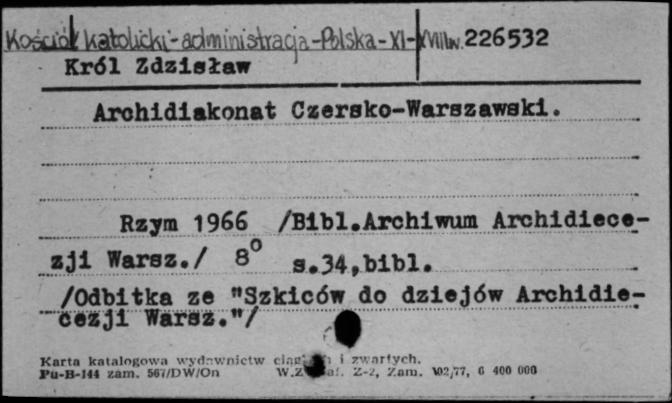 Kościół katolicki-administracja-Polska-XI-XVIIIw. 226532
Król Zdzisław
Archidiakonat Czersko-Warszawski.
Rzym 1966 /Bibl.Archiwum Archidiece-
zji Warsz./ 8° s.34,bibl.
/Odbitka ze "Szkiców do dziejów Archidie-
cezji Warsz."/
Karta katalogowa wydawnictw i zwartych.
Pu-B-144 zam. 567/DW/On Z-2, Zam. 102/77, 6 400 000